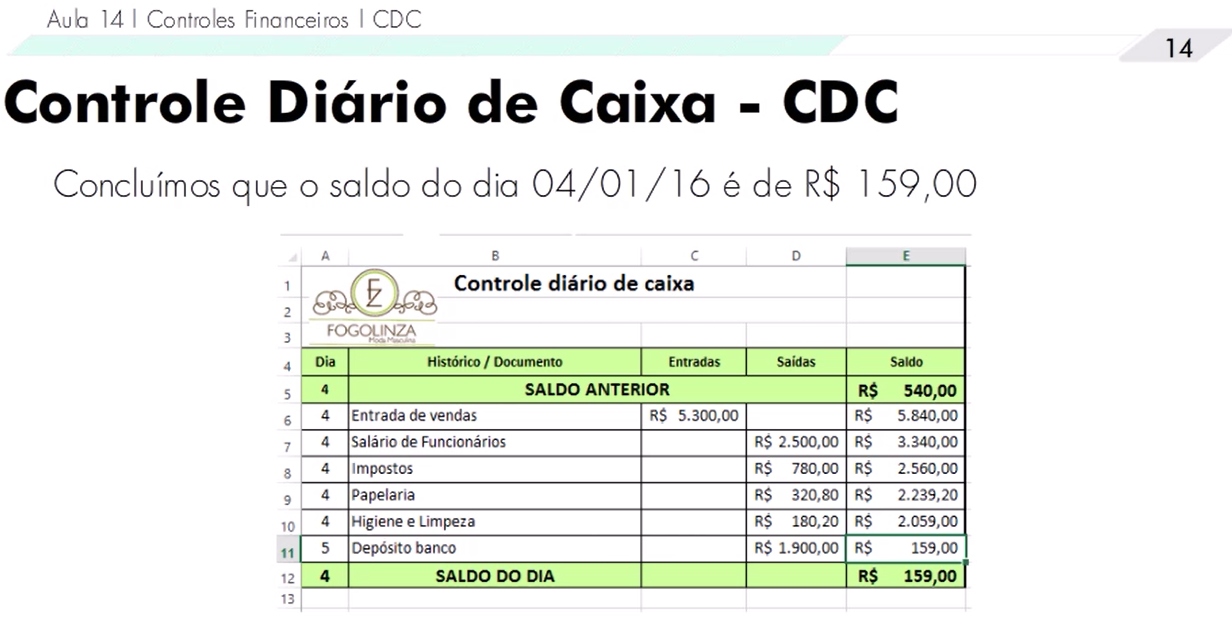 Aula 14 | Controles Financeiros | CDC
14
Controle Diário de Caixa - CDC
Concluímos que o saldo do dia 04/01/16 é de R$ 159,00
A B C D E
1 Controle diário de caixa
FZ
2
3 FOGOLINZA
Moda Masculina
4 Dia Histórico / Documento Entradas Saídas Saldo
5 4 SALDO ANTERIOR R$ 540,00
6 4 Entrada de vendas R$ 5.300,00 R$ 5.840,00
7 4 Salário de Funcionários R$ 2.500,00 R$ 3.340,00
8 4 Impostos R$ 780,00 R$ 2.560,00
9 4 Papelaria R$ 320,80 R$ 2.239,20
10 4 Higiene e Limpeza R$ 180,20 R$ 2.059,00
11 5 Depósito banco R$ 1.900,00 R$ 159,00
12 4 SALDO DO DIA R$ 159,00
13